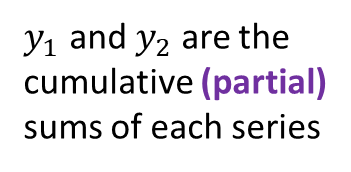 y₁ and y₂ are the
cumulative (partial)
sums of each series